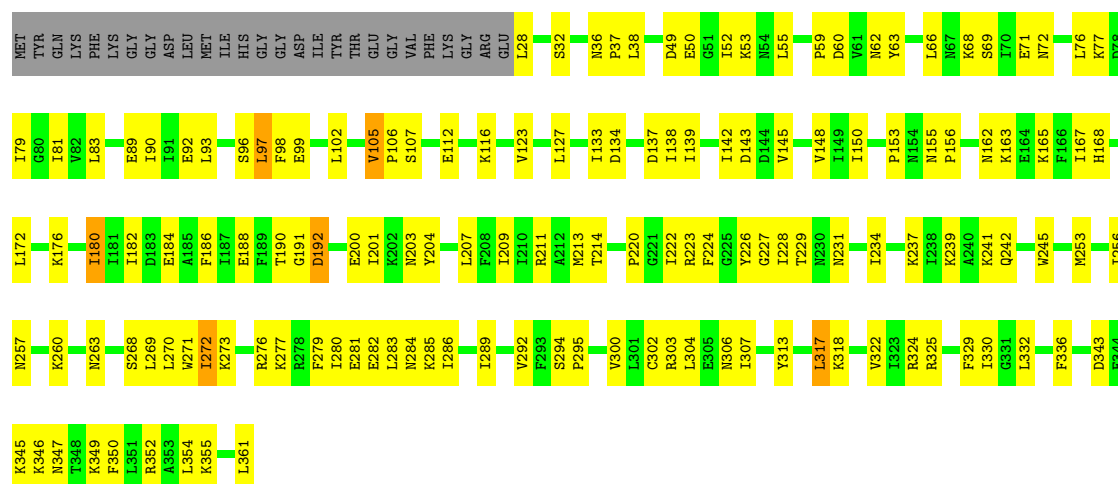 MET TYR GLN LYS PHE LYS GLY GLY ASP LEU MET ILE HIS GLY GLY ASP ILE TYR THR GLU GLY VAL PHE LYS GLY ARG GLU L28 S32 N36 P37 L38 D49 E50 G51 I52 K53 N54 L55 P59 D60 V61 N62 Y63 L66 N67 K68 S69 I70 E71 N72 L76 K77
I79 G80 I81 V82 L83 E89 I90 I91 E92 L93 S96 L97 F98 E99 L102 V105 P106 S107 E112 K116 V123 L127 I133 D134 D137 I138 I139 I142 D143 D144 V145 V148 I149 I150 P153 N154 N155 P156 N162 K163 E164 K165 F166 I167 H168
L172 K176 I180 I181 I182 D183 E184 A185 F186 I187 E188 F189 T190 G191 D192 E200 I201 K202 N203 Y204 L207 F208 I209 I210 R211 A212 M213 T214 P220 G221 I222 R223 F224 G225 Y226 G227 I228 T229 N230 N231 I234 K237 I238 K239 A240 K241 Q242 W245 M253
N257 K260 N263 S268 L269 L270 W271 I272 K273 R276 K277 R278 F279 I280 E281 E282 L283 N284 K285 I286 I289 V292 F293 S294 P295 V300 L301 C302 R303 L304 E305 N306 I307 Y313 L317 K318 V322 I323 R324 R325 F329 I330 G331 L332 F336 D343
K345 K346 N347 T348 K349 F350 L351 R352 A353 L354 K355 L361